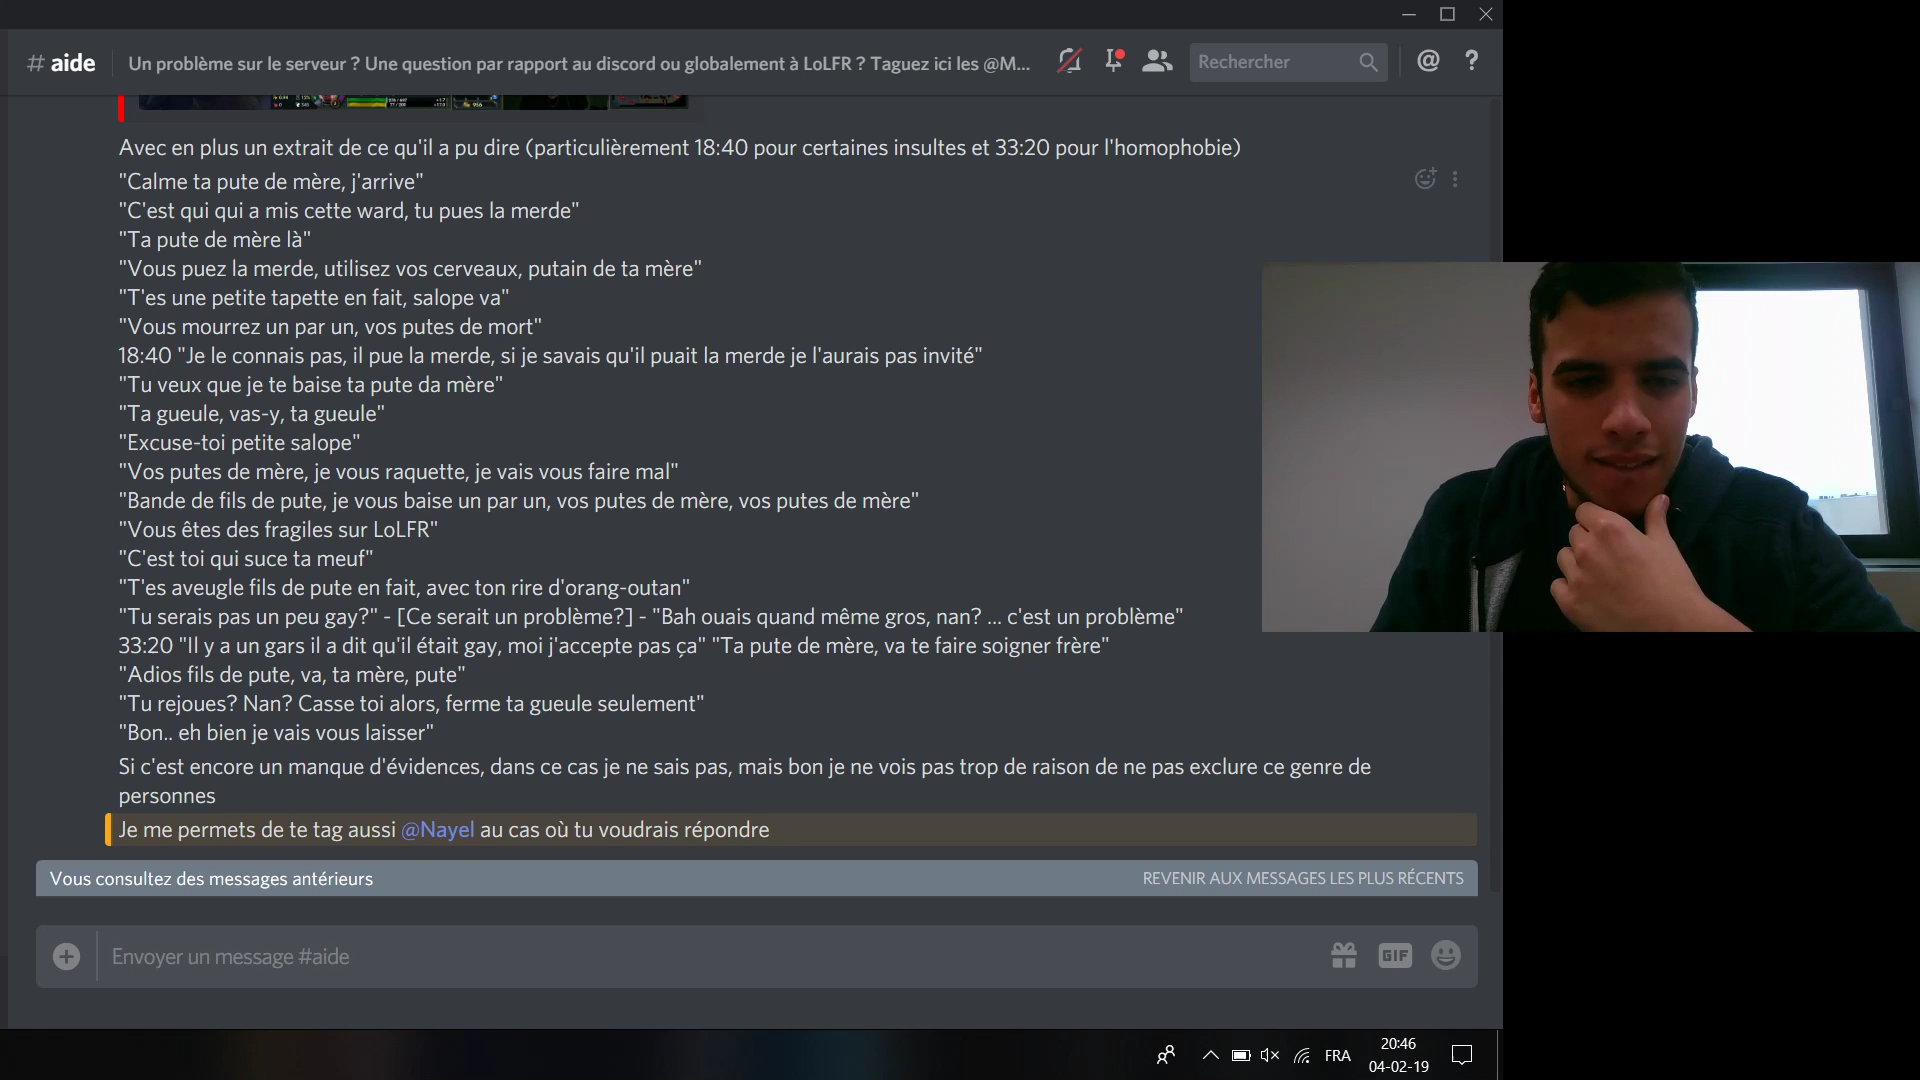 # aide
Un problème sur le serveur ? Une question par rapport au discord ou globalement à LoLFR ? Taguez ici les @M...
Rechercher
@ ?
Avec en plus un extrait de ce qu'il a pu dire (particulièrement 18:40 pour certaines insultes et 33:20 pour l'homophobie)
"Calme ta pute de mère, j'arrive"
"C'est qui qui a mis cette ward, tu pues la merde"
"Ta pute de mère là"
"Vous puez la merde, utilisez vos cerveaux, putain de ta mère"
"T'es une petite tapette en fait, salope va"
"Vous mourrez un par un, vos putes de mort"
18:40 "Je le connais pas, il pue la merde, si je savais qu'il puait la merde je l'aurais pas invité"
"Tu veux que je te baise ta pute da mère"
"Ta gueule, vas-y, ta gueule"
"Excuse-toi petite salope"
"Vos putes de mère, je vous raquette, je vais vous faire mal"
"Bande de fils de pute, je vous baise un par un, vos putes de mère, vos putes de mère"
"Vous êtes des fragiles sur LoLFR"
"C'est toi qui suce ta meuf"
"T'es aveugle fils de pute en fait, avec ton rire d'orang-outan"
"Tu serais pas un peu gay?" - [Ce serait un problème?] - "Bah ouais quand même gros, nan? ... c'est un problème"
33:20 "Il y a un gars il a dit qu'il était gay, moi j'accepte pas ça" "Ta pute de mère, va te faire soigner frère"
"Adios fils de pute, va, ta mère, pute"
"Tu rejoues? Nan? Casse toi alors, ferme ta gueule seulement"
"Bon.. eh bien je vais vous laisser"
Si c'est encore un manque d'évidences, dans ce cas je ne sais pas, mais bon je ne vois pas trop de raison de ne pas exclure ce genre de
personnes
Je me permets de te tag aussi @Nayel au cas où tu voudrais répondre
Vous consultez des messages antérieurs
REVENIR AUX MESSAGES LES PLUS RÉCENTS
Envoyer un message #aide
GIF
FRA
20:46
04-02-19